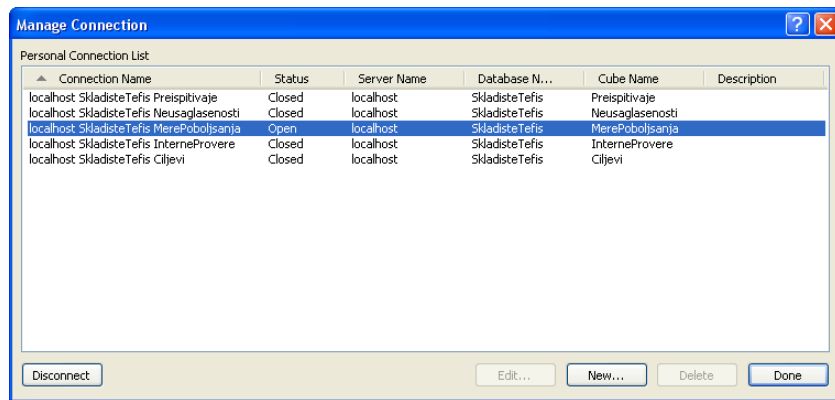 Manage Connection
Personal Connection List
Connection Name Status Server Name Database N... Cube Name Description
localhost SkladisteTefis Preispitivaje Closed localhost SkladisteTefis Preispitivaje
localhost SkladisteTefis Neusaglasenosti Closed localhost SkladisteTefis Neusaglasenosti
localhost SkladisteTefis MerePoboljsanja Open localhost SkladisteTefis MerePoboljsanja
localhost SkladisteTefis InterneProvere Closed localhost SkladisteTefis InterneProvere
localhost SkladisteTefis Ciljevi Closed localhost SkladisteTefis Ciljevi
Disconnect Edit... New... Delete Done